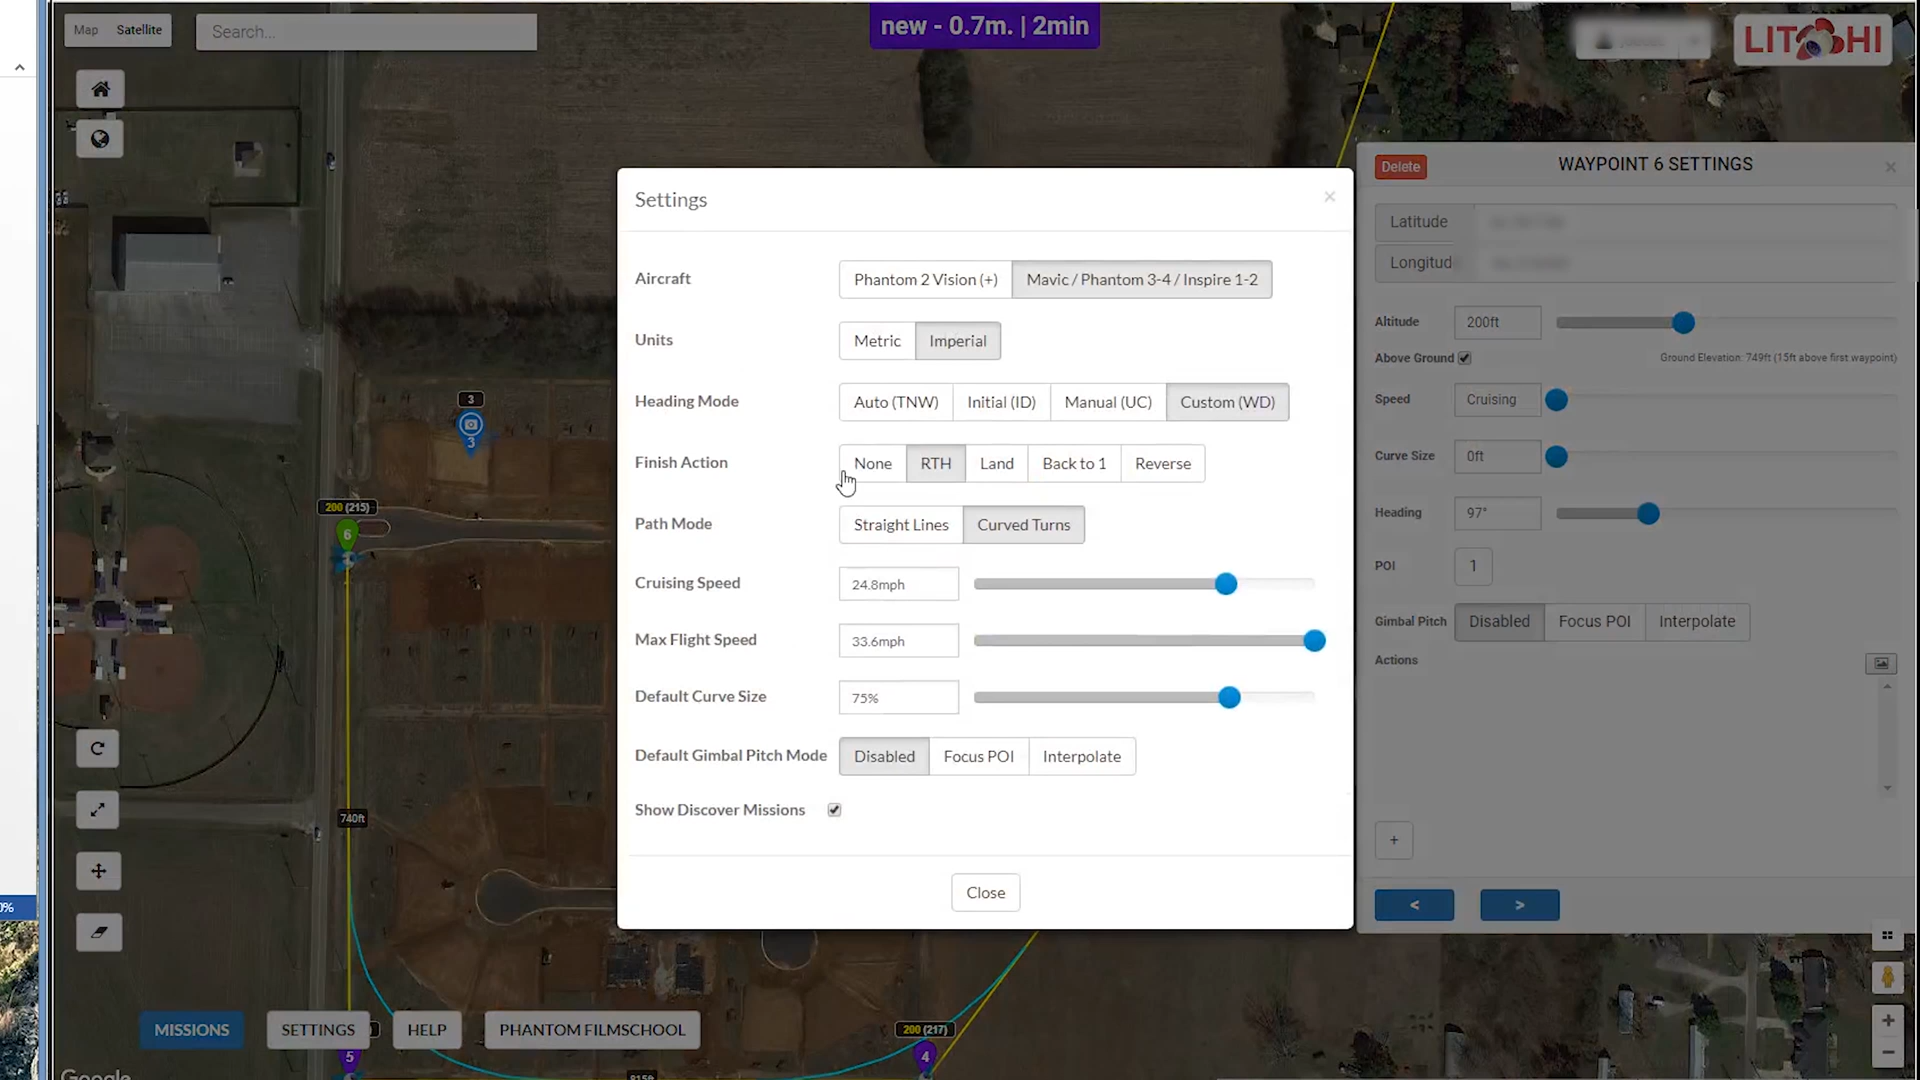 Map
Satellite
Search...
new - 0.7m. | 2min
LITCHI
Settings
×
Aircraft
Phantom 2 Vision (+)
Mavic / Phantom 3-4 / Inspire 1-2
Units
Metric
Imperial
Heading Mode
Auto (TNW)
Initial (ID)
Manual (UC)
Custom (WD)
Finish Action
None
RTH
Land
Back to 1
Reverse
Path Mode
Straight Lines
Curved Turns
Cruising Speed
24.8mph
Max Flight Speed
33.6mph
Default Curve Size
75%
Default Gimbal Pitch Mode
Disabled
Focus POI
Interpolate
Show Discover Missions
Close
Delete
WAYPOINT 6 SETTINGS
×
Latitude
Longitud
Altitude
200ft
Above Ground
Ground Elevation: 749ft (15ft above first waypoint)
Speed
Cruising
Curve Size
0ft
Heading
97°
POI
1
Gimbal Pitch
Disabled
Focus POI
Interpolate
Actions
+
<
>
3
3
200 (215)
6
740ft
0%
MISSIONS
SETTINGS
HELP
PHANTOM FILMSCHOOL
200 (217)
5
4
815ft
Google
+
−